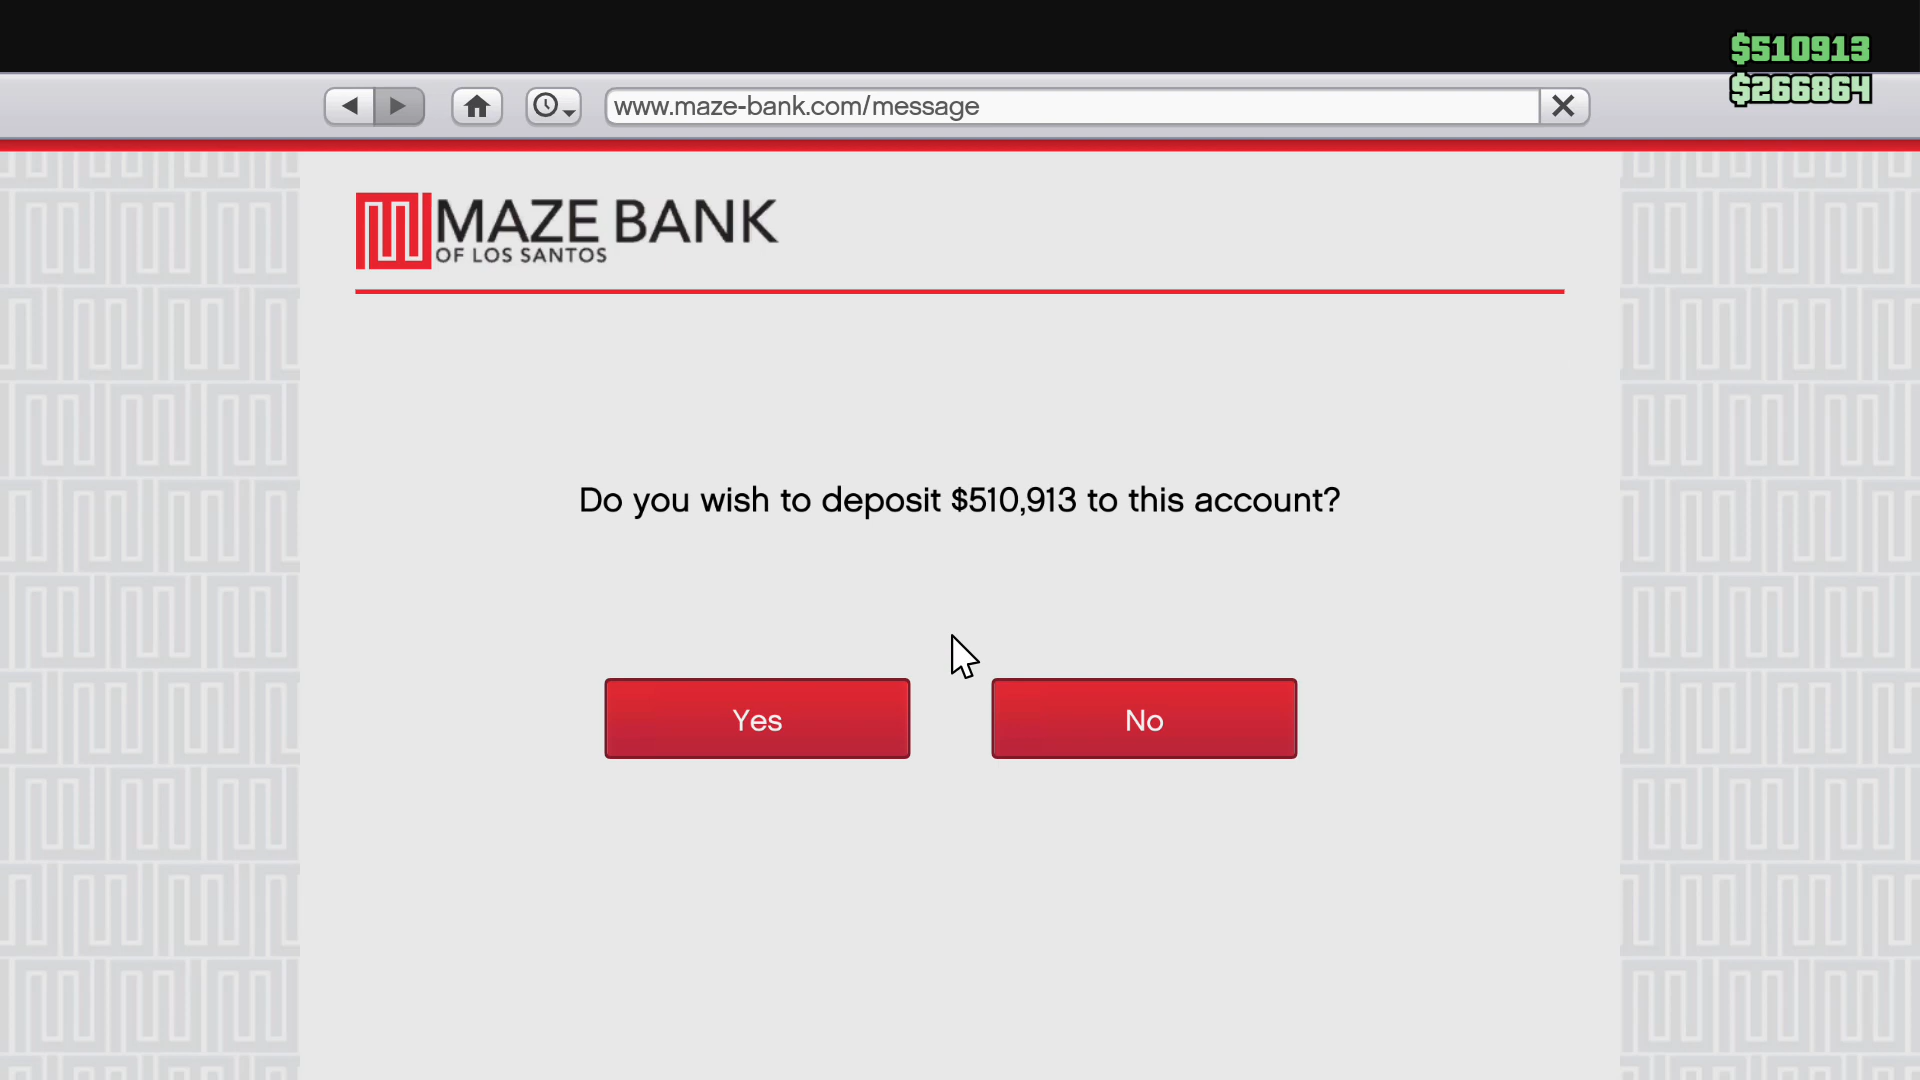 $510913
$266864
www.maze-bank.com/message
MAZE BANK
OF LOS SANTOS
Do you wish to deposit $510,913 to this account?
Yes
No